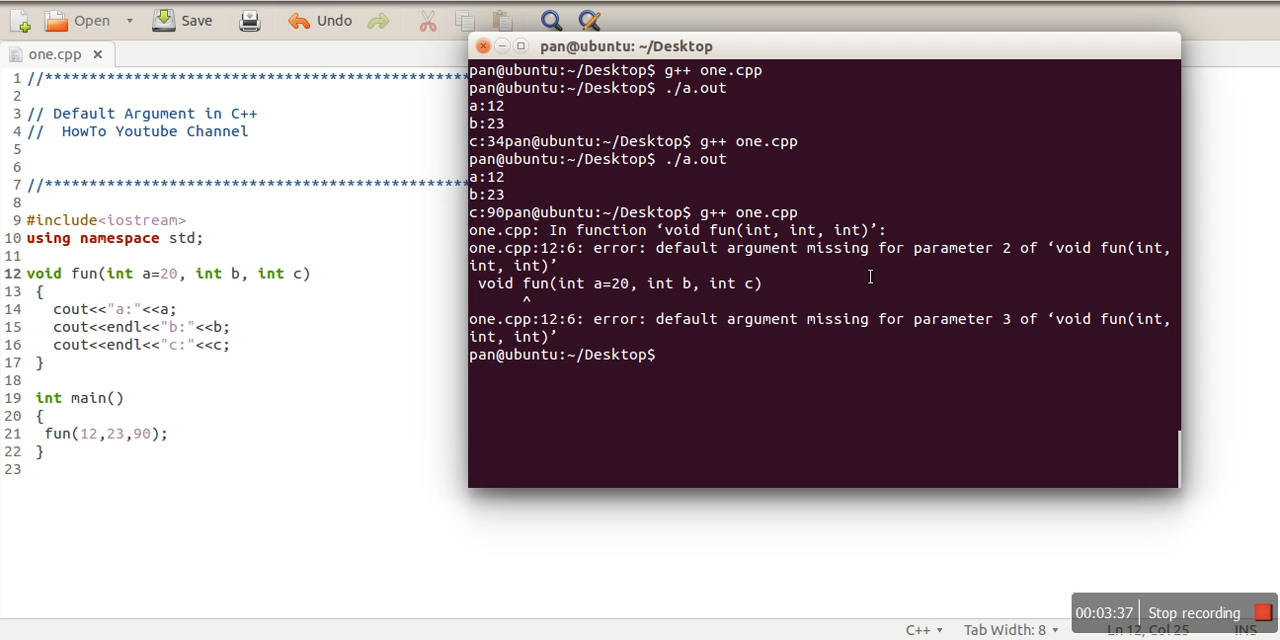 Open Save Undo
one.cpp ×
pan@ubuntu: ~/Desktop
1 //************************************************
2
3 // Default Argument in C++
4 //  HowTo Youtube Channel
5
6
7 //************************************************
8
9 #include<iostream>
10 using namespace std;
11
12 void fun(int a=20, int b, int c)
13 {
14 cout<<"a:"<<a;
15 cout<<endl<<"b:"<<b;
16 cout<<endl<<"c:"<<c;
17 }
18
19 int main()
20 {
21 fun(12,23,90);
22 }
23
pan@ubuntu:~/Desktop$ g++ one.cpp
pan@ubuntu:~/Desktop$ ./a.out
a:12
b:23
c:34pan@ubuntu:~/Desktop$ g++ one.cpp
pan@ubuntu:~/Desktop$ ./a.out
a:12
b:23
c:90pan@ubuntu:~/Desktop$ g++ one.cpp
one.cpp: In function ‘void fun(int, int, int)’:
one.cpp:12:6: error: default argument missing for parameter 2 of ‘void fun(int,
int, int)’
void fun(int a=20, int b, int c)
^
one.cpp:12:6: error: default argument missing for parameter 3 of ‘void fun(int,
int, int)’
pan@ubuntu:~/Desktop$
00:03:37 Stop recording
C++ Tab Width: 8 Ln 12, Col 25 INS